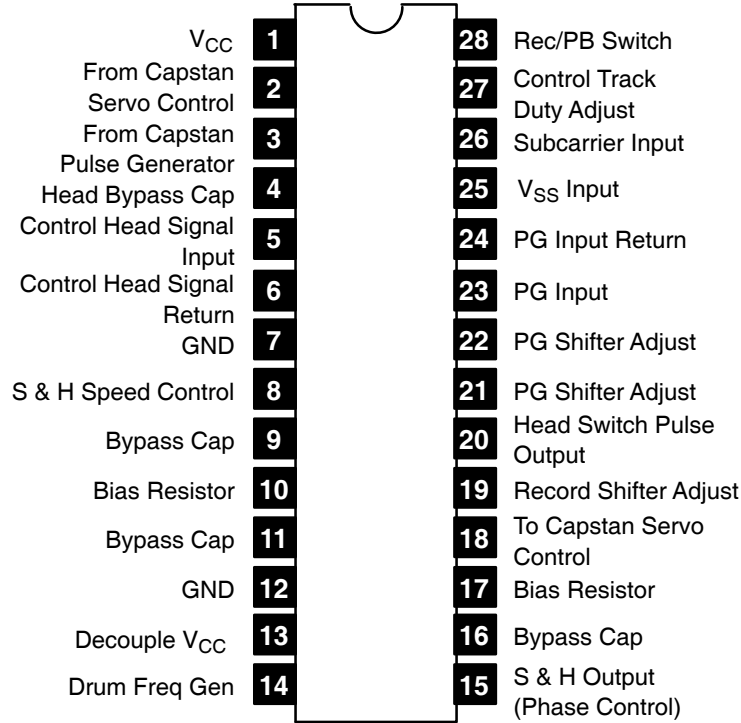 V_CC 1
From Capstan
Servo Control 2
From Capstan
Pulse Generator 3
Head Bypass Cap 4
Control Head Signal
Input 5
Control Head Signal
Return 6
GND 7
S & H Speed Control 8
Bypass Cap 9
Bias Resistor 10
Bypass Cap 11
GND 12
Decouple V_CC 13
Drum Freq Gen 14
28 Rec/PB Switch
27 Control Track
Duty Adjust
26 Subcarrier Input
25 V_SS Input
24 PG Input Return
23 PG Input
22 PG Shifter Adjust
21 PG Shifter Adjust
20 Head Switch Pulse
Output
19 Record Shifter Adjust
18 To Capstan Servo
Control
17 Bias Resistor
16 Bypass Cap
15 S & H Output
(Phase Control)